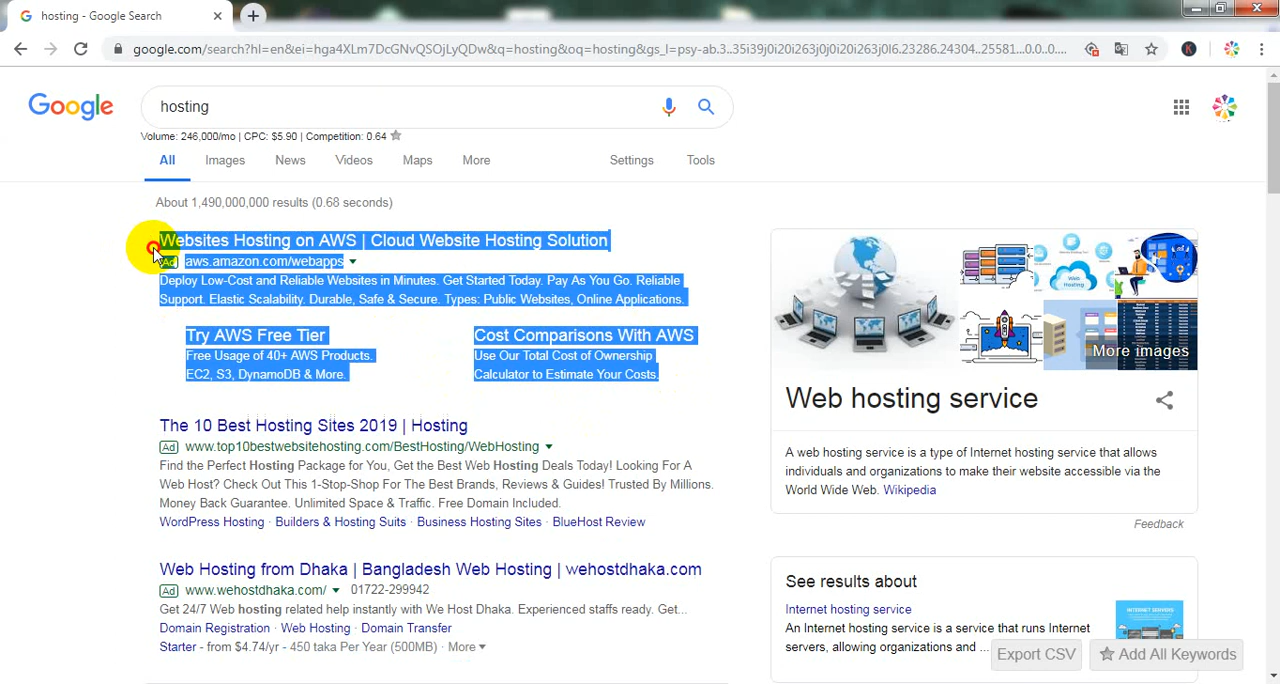 hosting - Google Search
google.com/search?hl=en&ei=hga4XLm7DcGNvQSOjLyQDw&q=hosting&oq=hosting&gs_l=psy-ab.3..35i39j0i20i263j0j0i20i263j0l6.23286.24304..25581...0.0..0....
Google
hosting
Volume: 246,000/mo | CPC: $5.90 | Competition: 0.64
All Images News Videos Maps More Settings Tools
About 1,490,000,000 results (0.68 seconds)
Websites Hosting on AWS | Cloud Website Hosting Solution
Ad aws.amazon.com/webapps
Deploy Low-Cost and Reliable Websites in Minutes. Get Started Today. Pay As You Go. Reliable
Support. Elastic Scalability. Durable, Safe & Secure. Types: Public Websites, Online Applications.
Try AWS Free Tier
Free Usage of 40+ AWS Products.
EC2, S3, DynamoDB & More.
Cost Comparisons With AWS
Use Our Total Cost of Ownership
Calculator to Estimate Your Costs.
The 10 Best Hosting Sites 2019 | Hosting
Ad www.top10bestwebsitehosting.com/BestHosting/WebHosting
Find the Perfect Hosting Package for You, Get the Best Web Hosting Deals Today! Looking For A
Web Host? Check Out This 1-Stop-Shop For The Best Brands, Reviews & Guides! Trusted By Millions.
Money Back Guarantee. Unlimited Space & Traffic. Free Domain Included.
WordPress Hosting · Builders & Hosting Suits · Business Hosting Sites · BlueHost Review
Web Hosting from Dhaka | Bangladesh Web Hosting | wehostdhaka.com
Ad www.wehostdhaka.com/ 01722-299942
Get 24/7 Web hosting related help instantly with We Host Dhaka. Experienced staffs ready. Get...
Domain Registration · Web Hosting · Domain Transfer
Starter - from $4.74/yr - 450 taka Per Year (500MB) · More
Web Hosting
More images
Web hosting service
A web hosting service is a type of Internet hosting service that allows
individuals and organizations to make their website accessible via the
World Wide Web. Wikipedia
Feedback
See results about
Internet hosting service
An Internet hosting service is a service that runs Internet
servers, allowing organizations and ...
INTERNET SERVERS
Export CSV
Add All Keywords